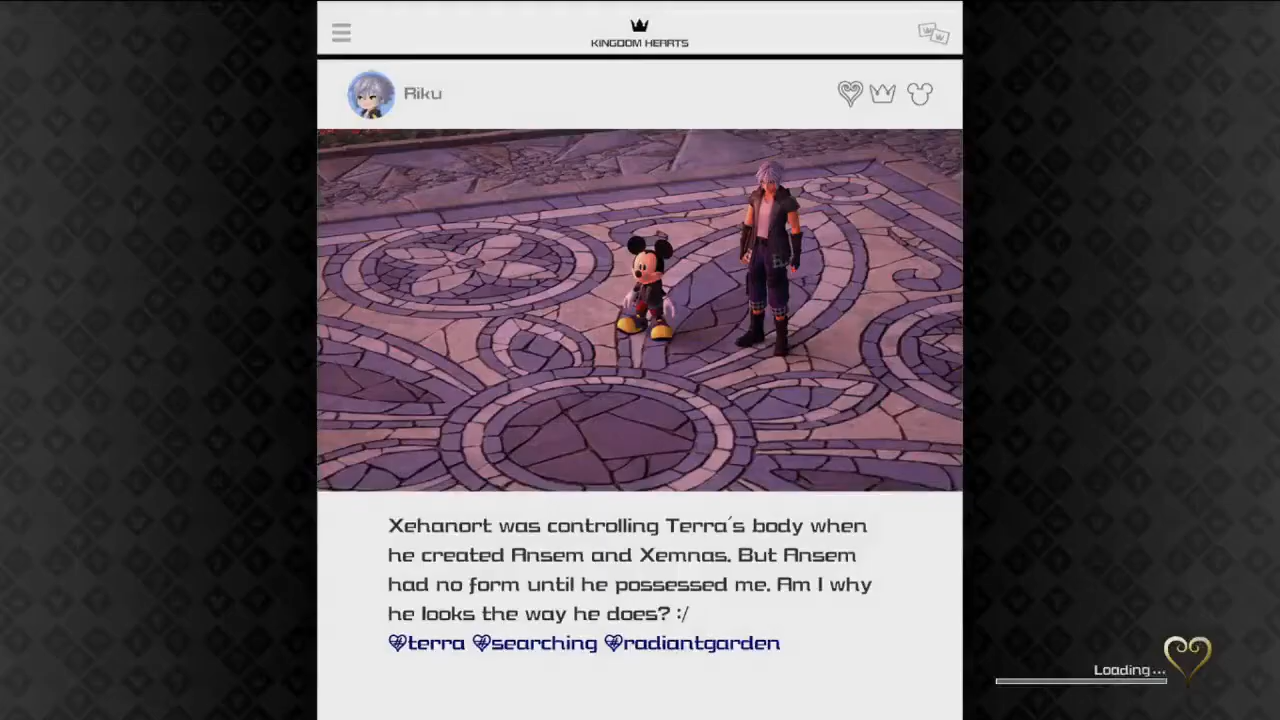 KINGDOM HEARTS
Riku
Xehanort was controlling Terra's body when
he created Ansem and Xemnas. But Ansem
had no form until he possessed me. Am I why
he looks the way he does? :/
#terra #searching #radiantgarden
Loading...